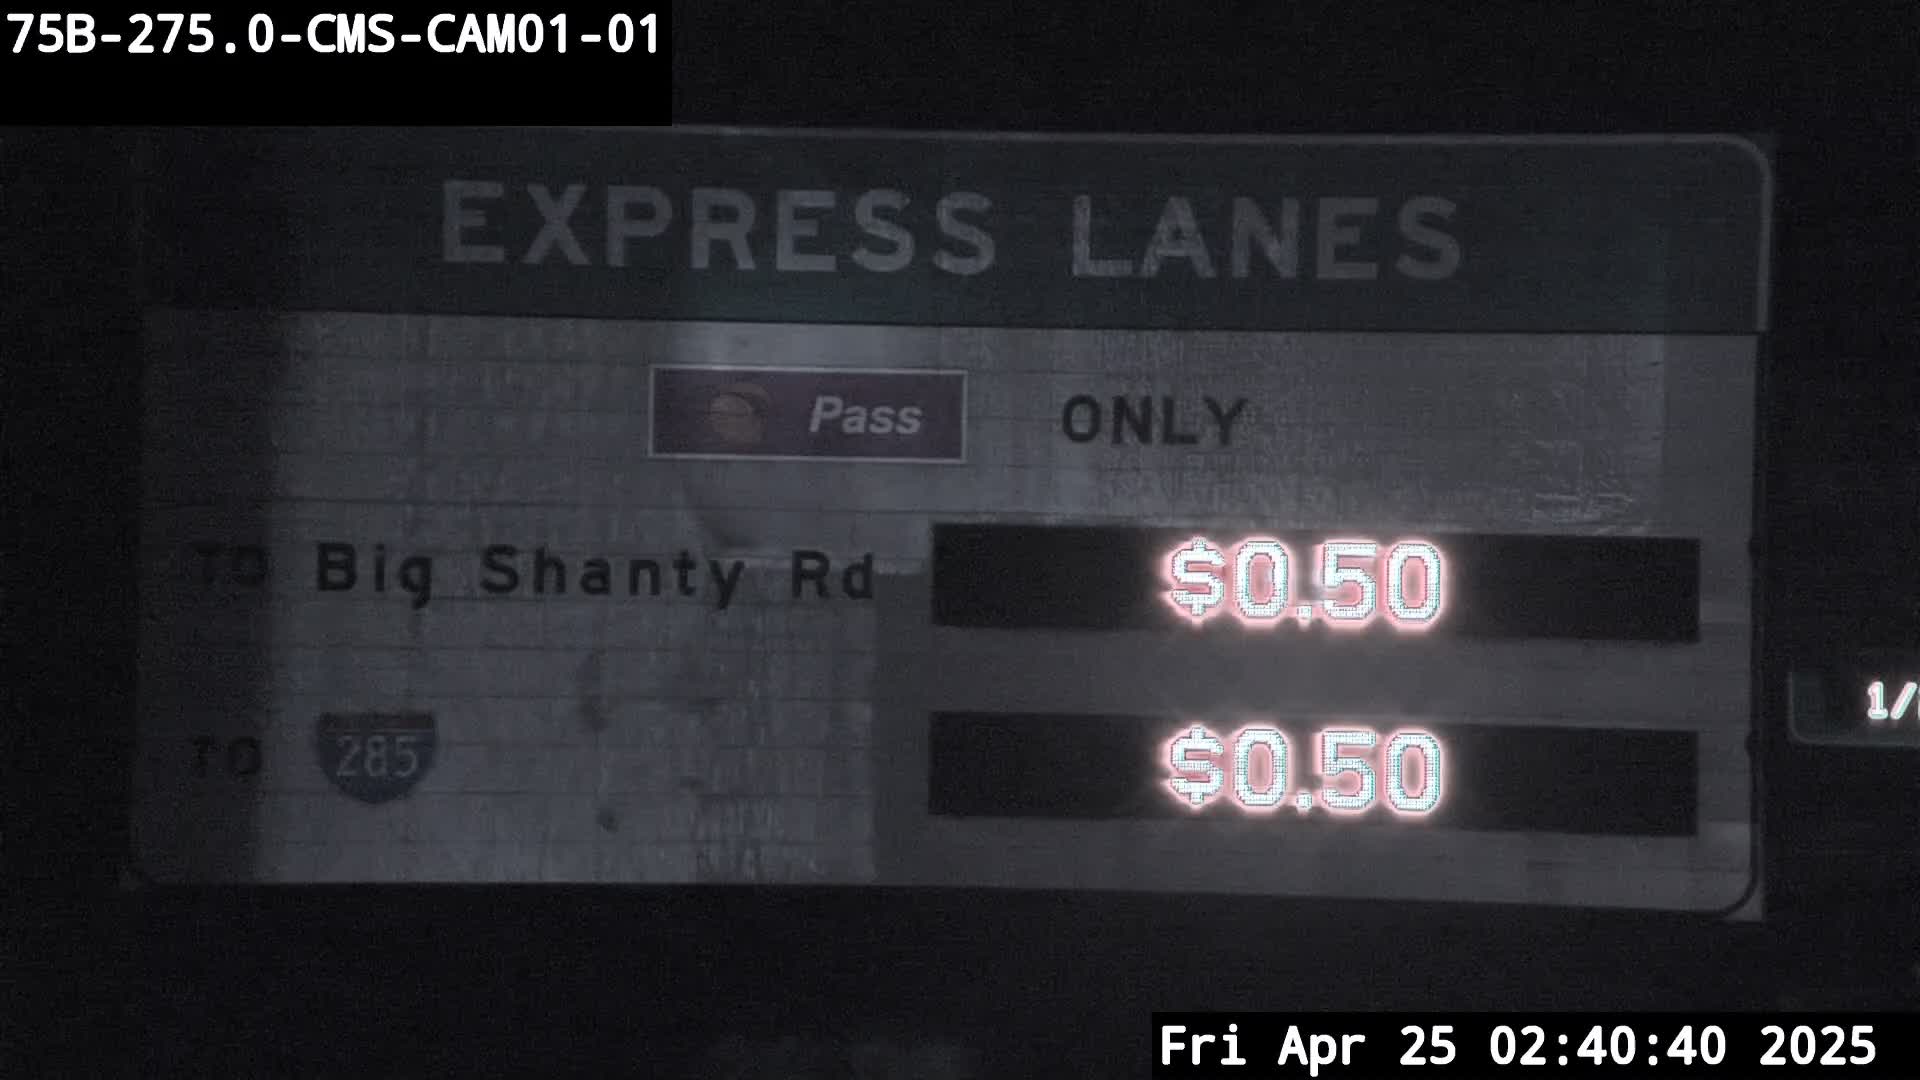 75B-275.0-CMS-CAM01-01
EXPRESS LANES
Pass ONLY
TO Big Shanty Rd $0.50
1/
TO 285 $0.50
Fri Apr 25 02:40:40 2025